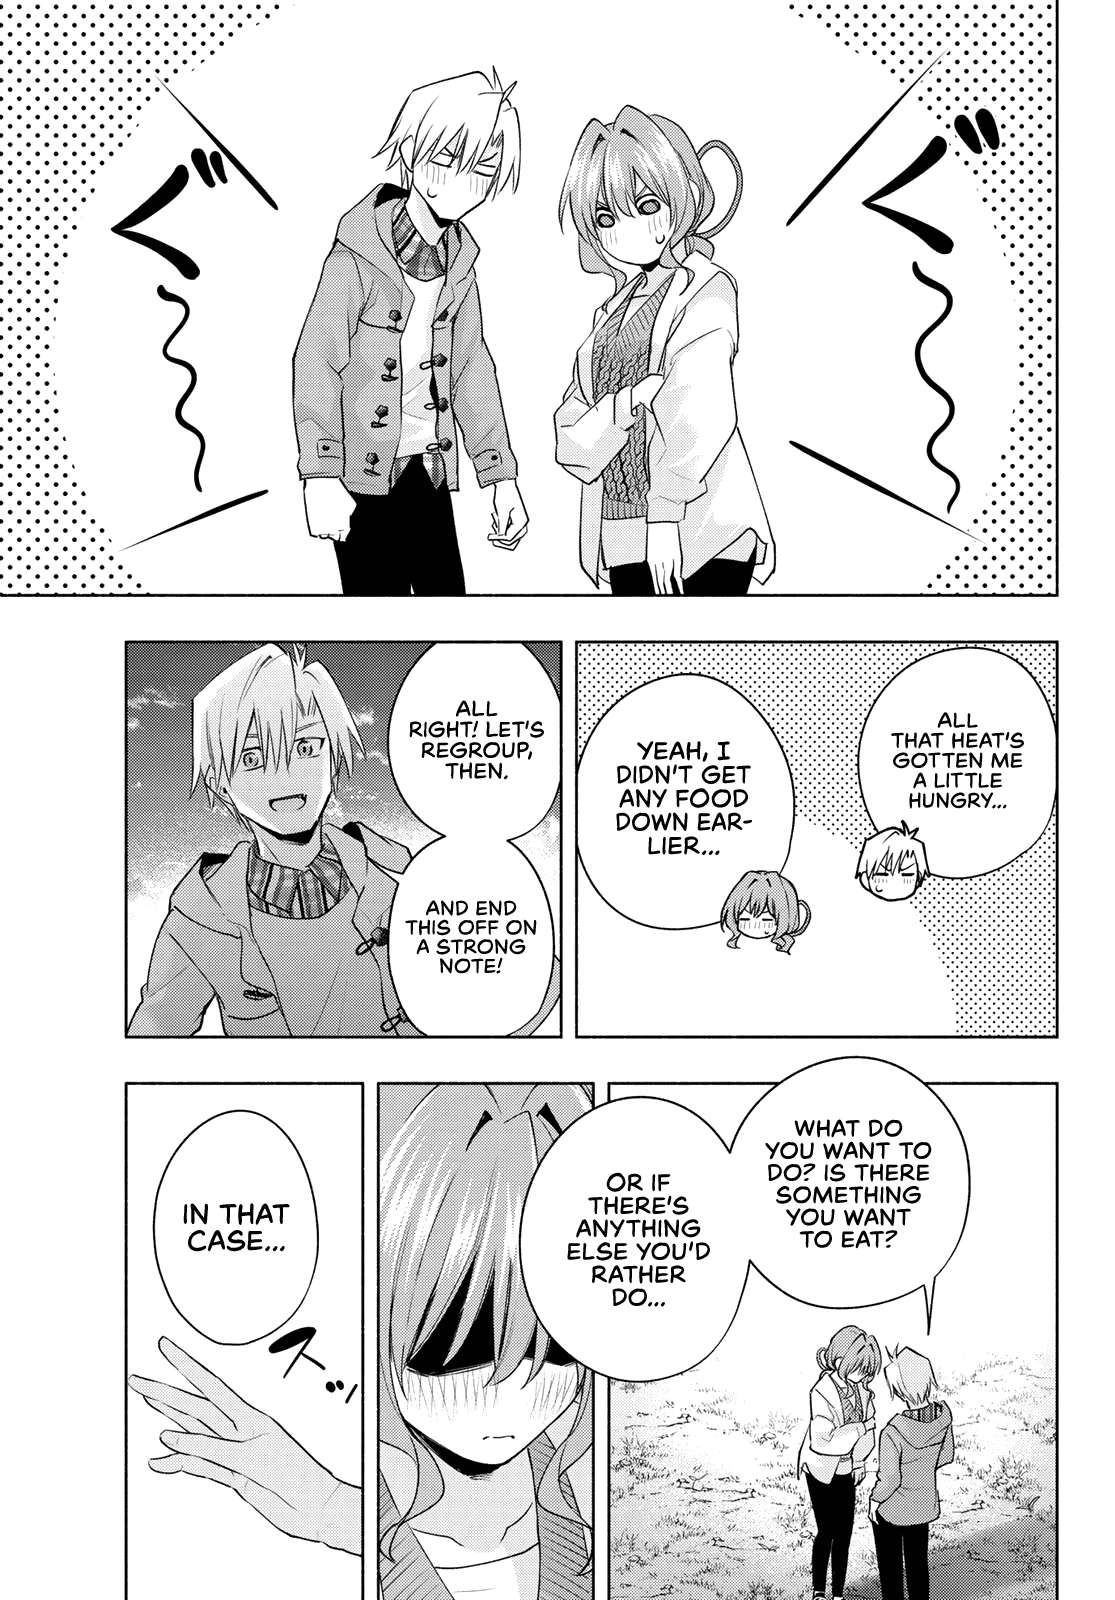 ぐぅ〜
ぐぅ〜
ALL
THAT HEAT'S
GOTTEN ME
A LITTLE
HUNGRY...
YEAH, I
DIDN'T GET
ANY FOOD
DOWN EAR-
LIER...
ALL
RIGHT! LET'S
REGROUP,
THEN.
AND END
THIS OFF ON
A STRONG
NOTE!
WHAT DO
YOU WANT TO
DO? IS THERE
SOMETHING
YOU WANT
TO EAT?
OR IF
THERE'S
ANYTHING
ELSE YOU'D
RATHER
DO...
IN THAT
CASE...
スッ